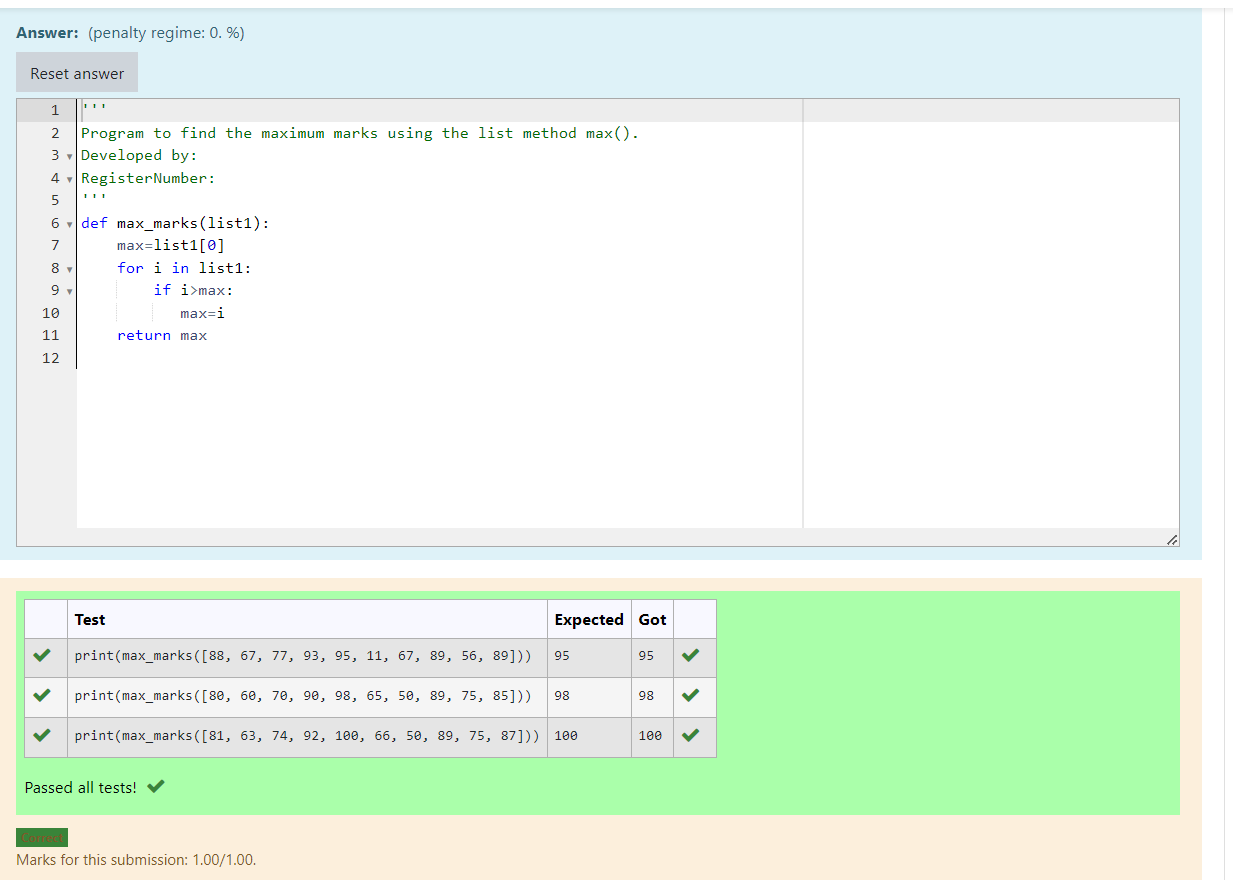 Answer: (penalty regime: 0. %)
Reset answer
1 '''
2 Program to find the maximum marks using the list method max().
3 Developed by:
4 RegisterNumber:
5 '''
6 def max_marks(list1):
7 max=list1[0]
8 for i in list1:
9 if i>max:
10 max=i
11 return max
12
Test Expected Got
print(max_marks([88, 67, 77, 93, 95, 11, 67, 89, 56, 89])) 95 95
print(max_marks([80, 60, 70, 90, 98, 65, 50, 89, 75, 85])) 98 98
print(max_marks([81, 63, 74, 92, 100, 66, 50, 89, 75, 87])) 100 100
Passed all tests!
Correct
Marks for this submission: 1.00/1.00.